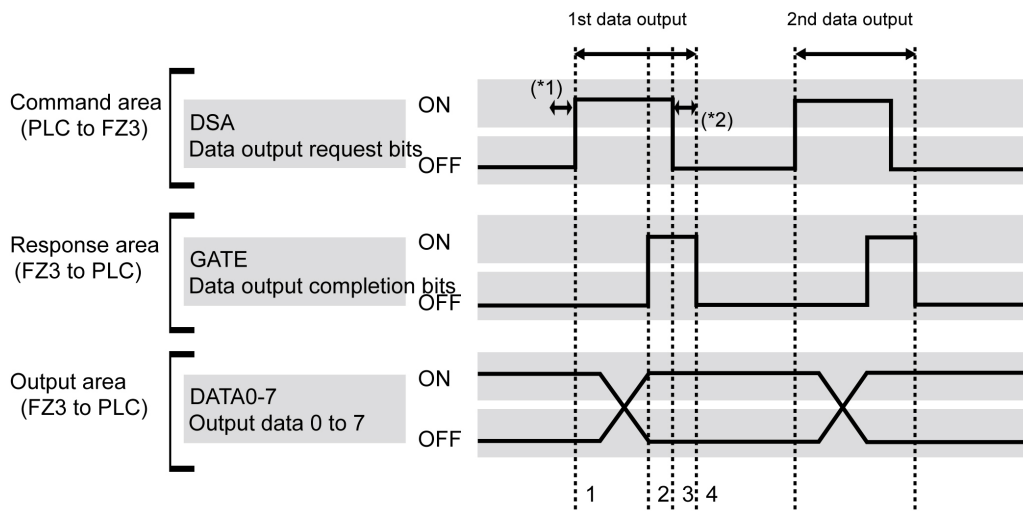 1st data output
2nd data output
Command area
(PLC to FZ3)
DSA
Data output request bits
ON
OFF
(*1)
(*2)
Response area
(FZ3 to PLC)
GATE
Data output completion bits
ON
OFF
Output area
(FZ3 to PLC)
DATA0-7
Output data 0 to 7
ON
OFF
1 2 3 4